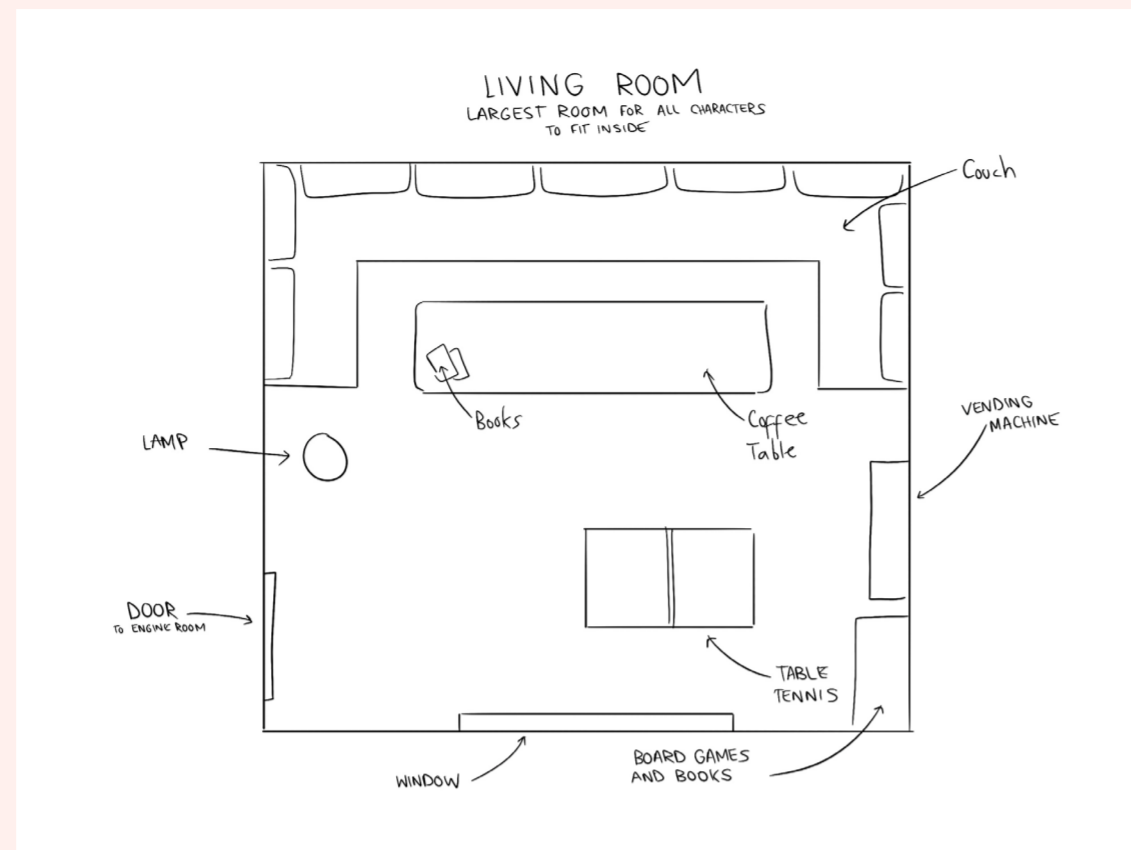 LIVING ROOM
LARGEST ROOM FOR ALL CHARACTERS
TO FIT INSIDE
Couch
Books
Coffee
Table
LAMP
VENDING
MACHINE
DOOR
TO ENGINE ROOM
TABLE
TENNIS
WINDOW
BOARD GAMES
AND BOOKS